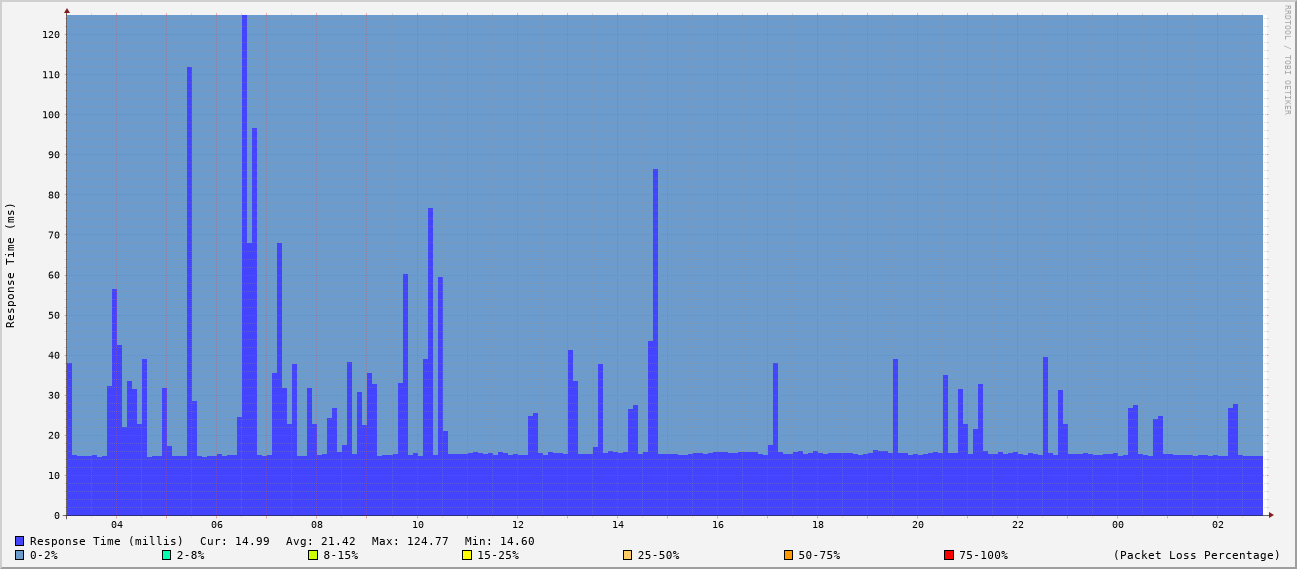 RRDTOOL / TOBI OETIKER
Response Time (ms)
120
110
100
90
80
70
60
50
40
30
20
10
0
04 06 08 10 12 14 16 18 20 22 00 02
Response Time (millis) Cur: 14.99 Avg: 21.42 Max: 124.77 Min: 14.60
0-2% 2-8% 8-15% 15-25% 25-50% 50-75% 75-100% (Packet Loss Percentage)